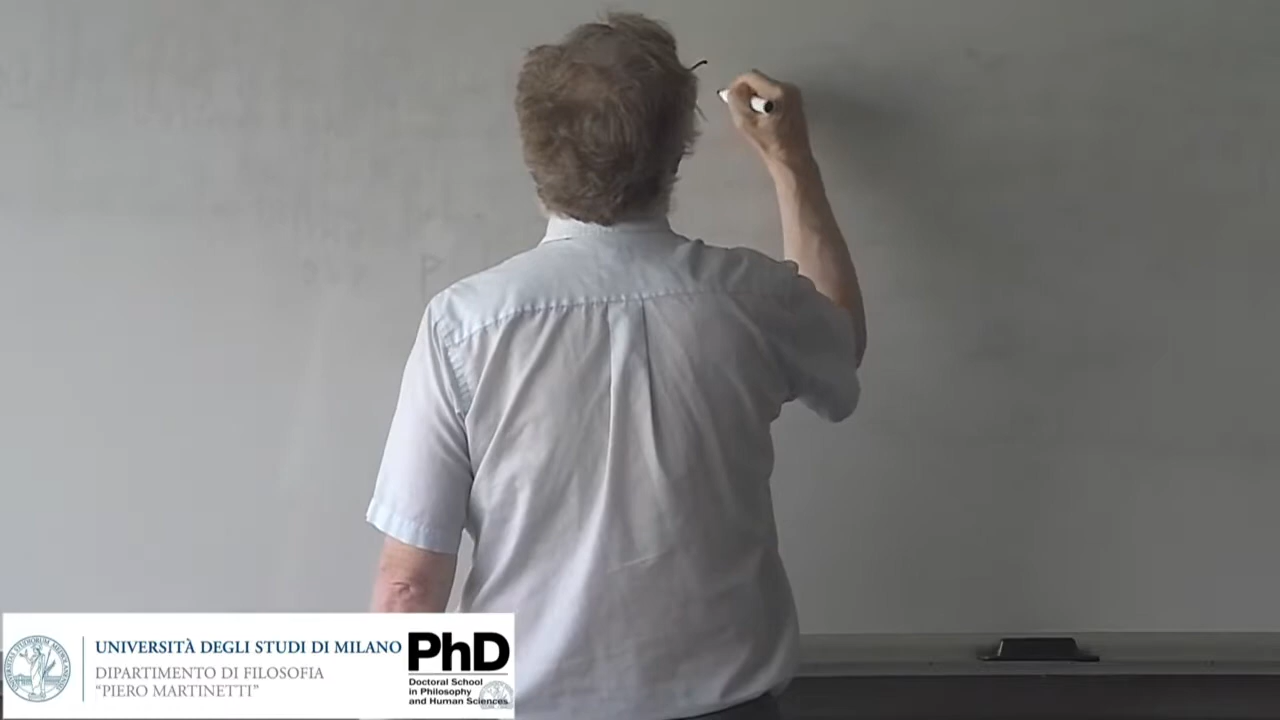 UNIVERSITÀ DEGLI STUDI DI MILANO
DIPARTIMENTO DI FILOSOFIA
"PIERO MARTINETTI"
PhD
Doctoral School
in Philosophy
and Human Sciences